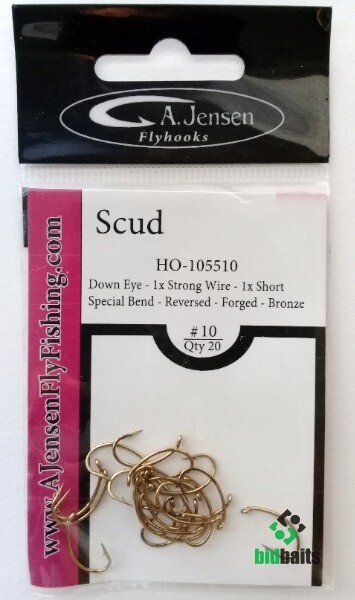 A. Jensen
Flyhooks
Scud
HO-105510
Down Eye - 1x Strong Wire - 1x Short
Special Bend - Reversed - Forged - Bronze
# 10
Qty 20
www.AJensenFlyFishing.com
bidbaits